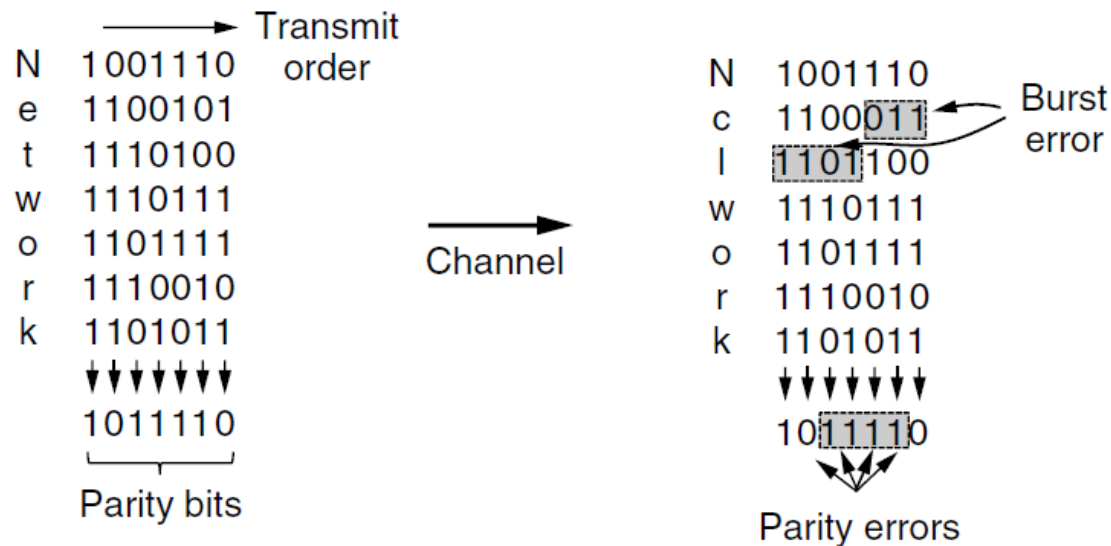 Transmit
order
N 1001110
e 1100101
t 1110100
w 1110111
o 1101111
r 1110010
k 1101011
1011110
Parity bits
Channel
N 1001110
c 1100011
l 1101100
w 1110111
o 1101111
r 1110010
k 1101011
1011110
Burst
error
Parity errors